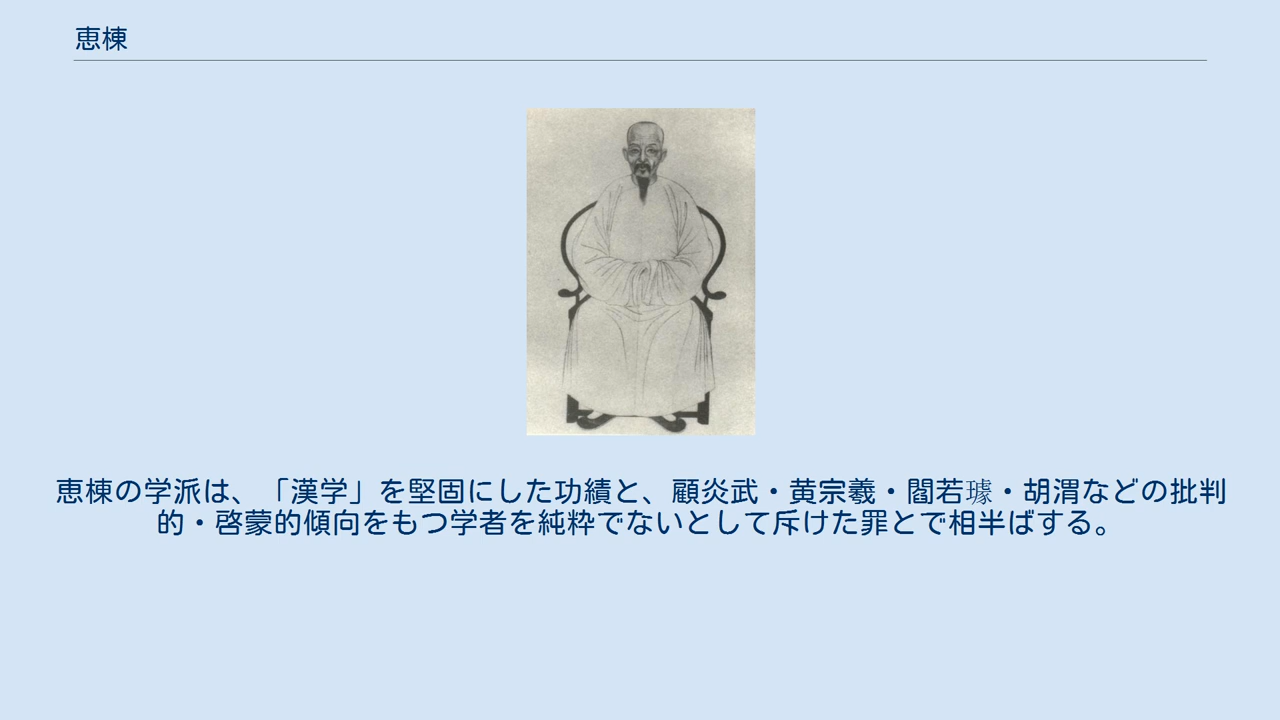 恵棟
恵棟の学派は、「漢学」を堅固にした功績と、顧炎武・黄宗羲・閻若璩・胡渭などの批判
的・啓蒙的傾向をもつ学者を純粋でないとして斥けた罪とで相半ばする。